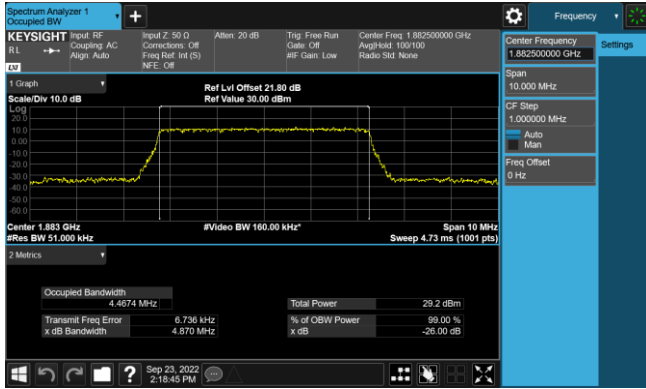 Spectrum Analyzer 1
Occupied BW
Frequency
KEYSIGHT
R L
LXI
Input: RF
Coupling: AC
Align: Auto
Input Z: 50 Ω
Corrections: Off
Freq Ref: Int (S)
NFE: Off
Atten: 20 dB
Trig: Free Run
Gate: Off
#IF Gain: Low
Center Freq: 1.882500000 GHz
Avg|Hold: 100/100
Radio Std: None
Center Frequency
1.882500000 GHz
Settings
Span
10.000 MHz
CF Step
1.000000 MHz
Auto
Man
Freq Offset
0 Hz
1 Graph
Scale/Div 10.0 dB
Ref Lvl Offset 21.80 dB
Ref Value 30.00 dBm
Log
20.0
10.0
0.00
-10.0
-20.0
-30.0
-40.0
-50.0
-60.0
Center 1.883 GHz
#Video BW 160.00 kHz*
Span 10 MHz
#Res BW 51.000 kHz
Sweep 4.73 ms (1001 pts)
2 Metrics
Occupied Bandwidth
4.4674 MHz
Total Power 29.2 dBm
Transmit Freq Error 6.736 kHz
% of OBW Power 99.00 %
x dB Bandwidth 4.870 MHz
x dB -26.00 dB
?
Sep 23, 2022
2:18:45 PM